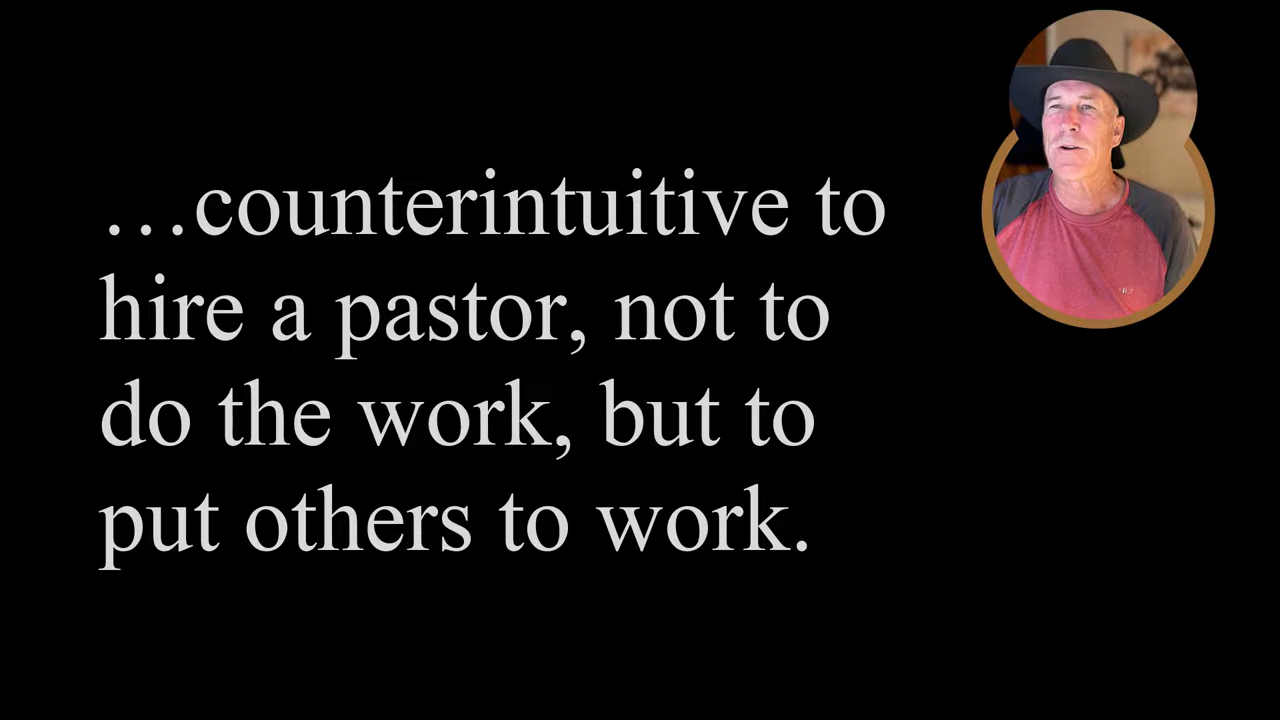 …counterintuitive to
hire a pastor, not to
do the work, but to
put others to work.